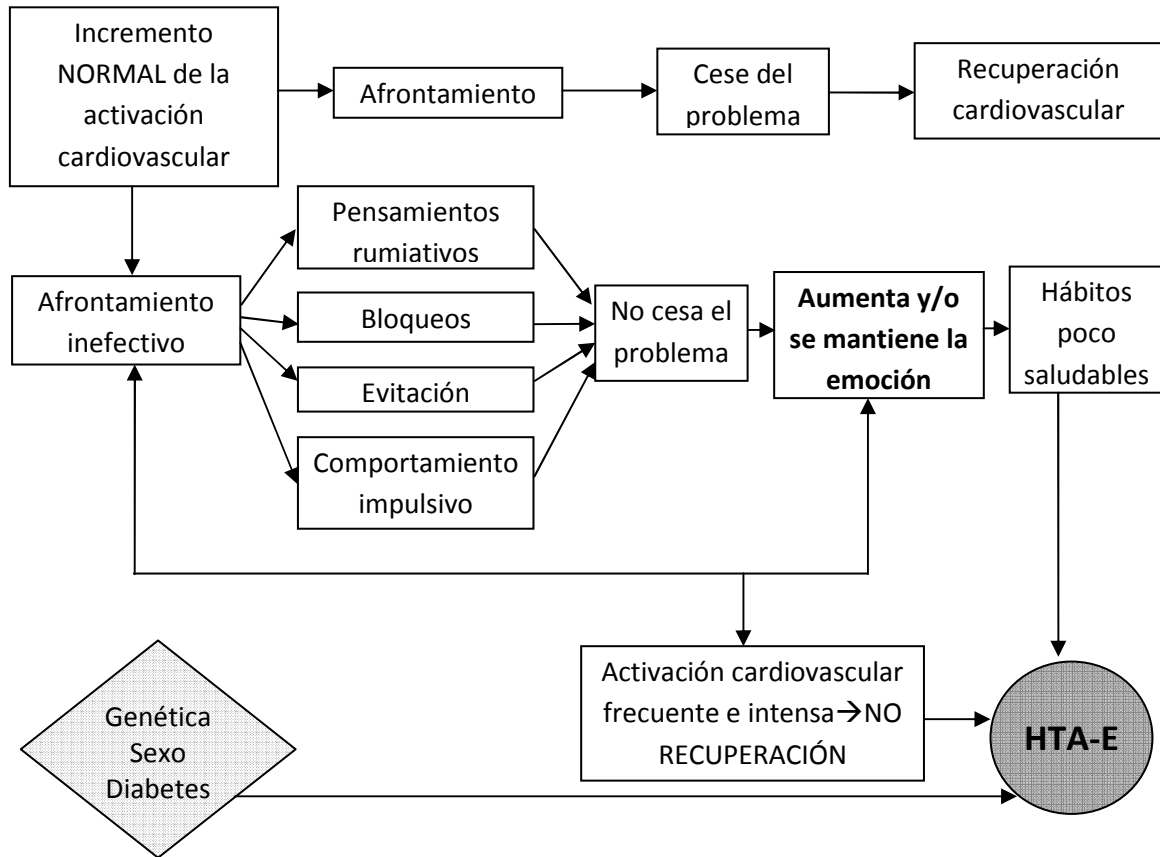 Incremento
NORMAL de la
activación
cardiovascular
Afrontamiento
Cese del
problema
Recuperación
cardiovascular
Afrontamiento
inefectivo
Pensamientos
rumiativos
Bloqueos
Evitación
Comportamiento
impulsivo
No cesa el
problema
Aumenta y/o
se mantiene la
emoción
Hábitos
poco
saludables
Activación cardiovascular
frecuente e intensa→NO
RECUPERACIÓN
Genética
Sexo
Diabetes
HTA-E